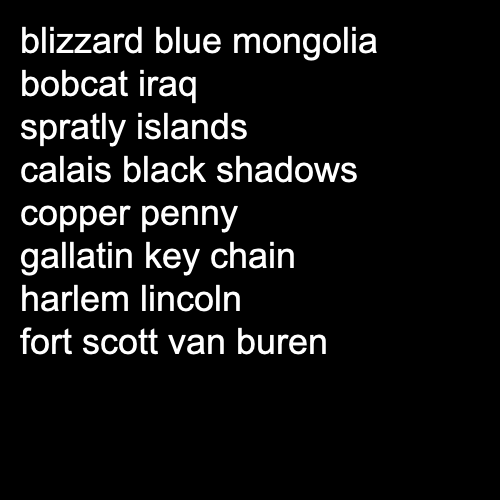 blizzard blue mongolia
bobcat iraq
spratly islands
calais black shadows
copper penny
gallatin key chain
harlem lincoln
fort scott van buren